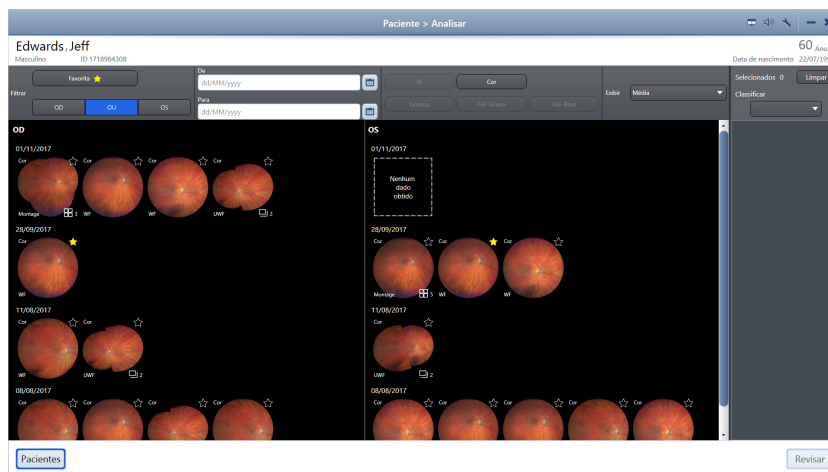 Paciente > Analisar
Edwards, Jeff
60 Ano
Masculino ID 1718984308
Data de nascimento 22/07/195
Filtrar
Favorita
OD OU OS
De
dd/MM/yyyy
Para
dd/MM/yyyy
IR Cor
Externa FAF-Green FAF-Blue
Exibir Média
Selecionados 0 Limpar
Classificar
OD
01/11/2017
Cor Cor Cor Cor
Montage 3 WF WF UWF 2
28/09/2017
Cor
WF
11/08/2017
Cor Cor
WF UWF 2
08/08/2017
Cor Cor Cor Cor
OS
01/11/2017
Nenhum
dado
obtido
28/09/2017
Cor Cor Cor
Montage 5 WF WF
11/08/2017
Cor
UWF 2
08/08/2017
Cor Cor Cor Cor Cor
Pacientes
Revisar